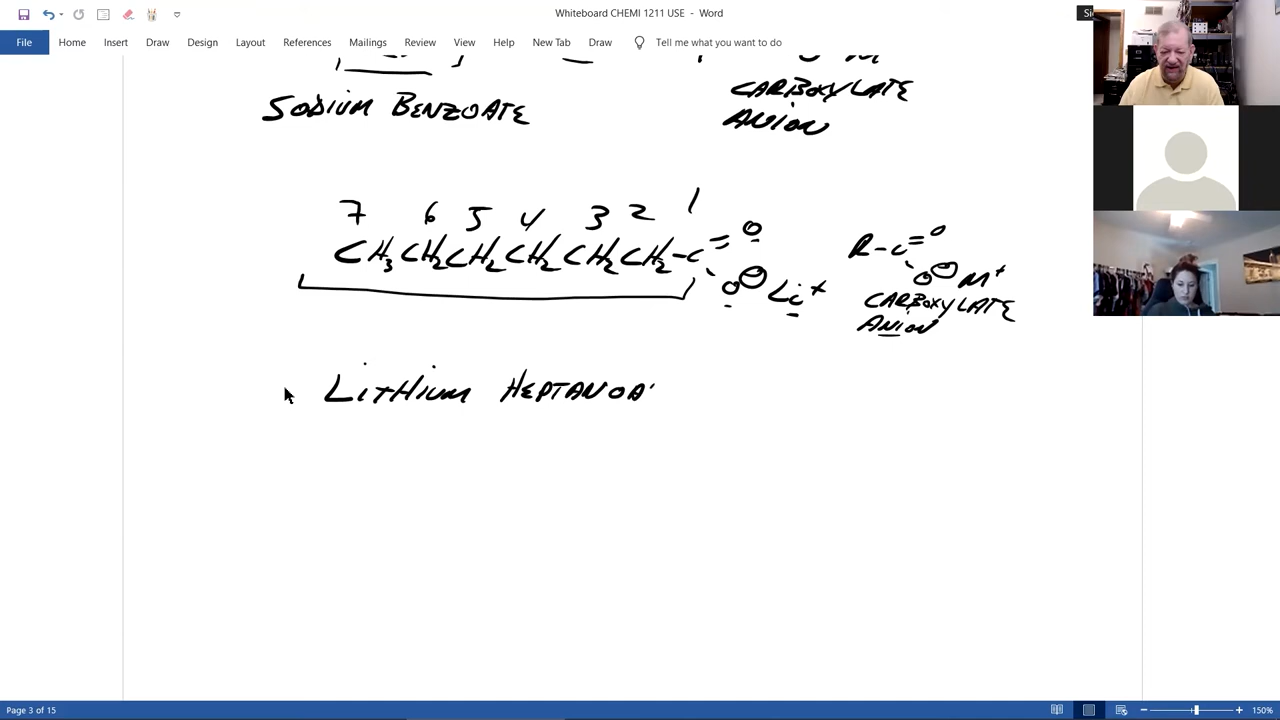 Whiteboard CHEMI 1211 USE - Word
File Home Insert Draw Design Layout References Mailings Review View Help New Tab Draw Tell me what you want to do
SODIUM BENZOATE
CARBOXYLATE
ANION
7 6 5 4 3 2 1
CH3CH2CH2CH2CH2CH2-C=O
O⊖Li+
R-C=O
O⊖M+
CARBOXYLATE
ANION
LITHIUM HEPTANOA
Page 3 of 15
150%